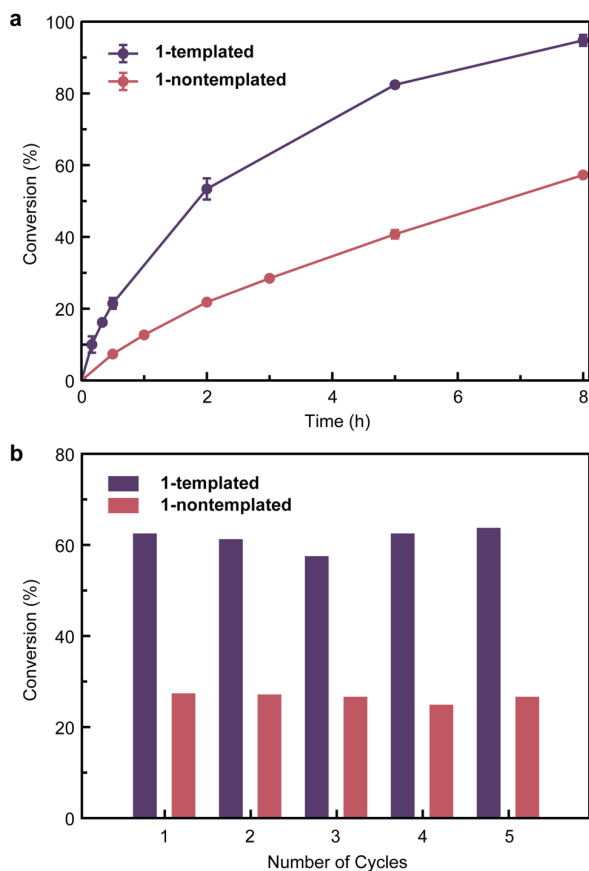 a
100
80
60
40
20
0
Conversion (%)
1-templated
1-nontemplated
0 2 4 6 8
Time (h)
b
80
60
40
20
0
Conversion (%)
1-templated
1-nontemplated
1 2 3 4 5
Number of Cycles